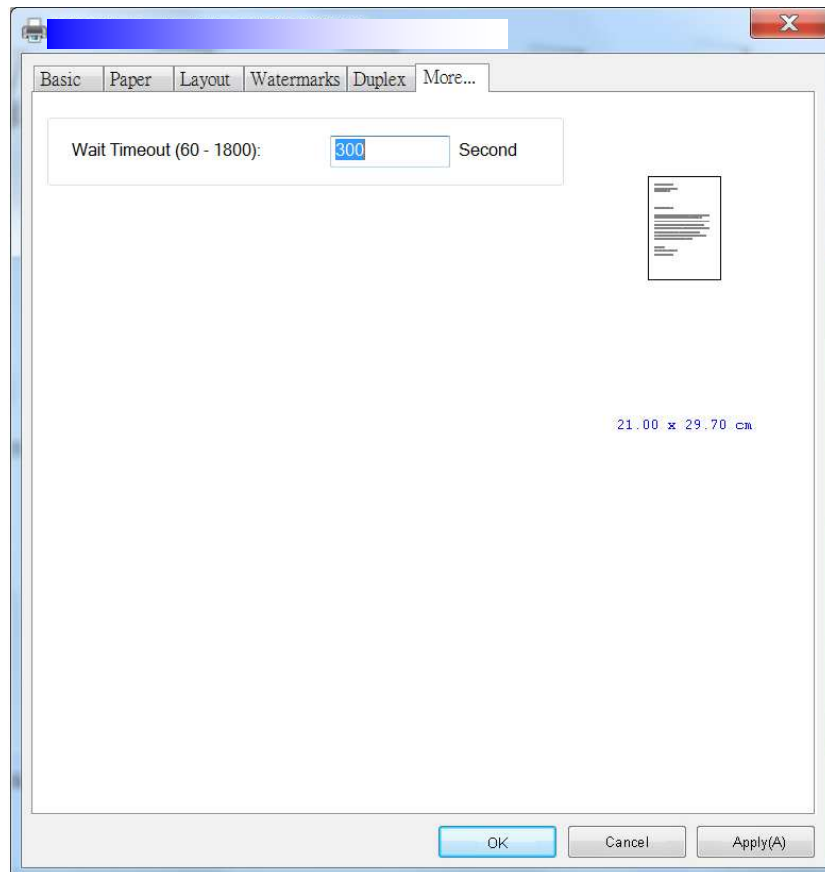 Basic Paper Layout Watermarks Duplex More...
Wait Timeout (60 - 1800): 300 Second
21.00 x 29.70 cm
OK Cancel Apply(A)